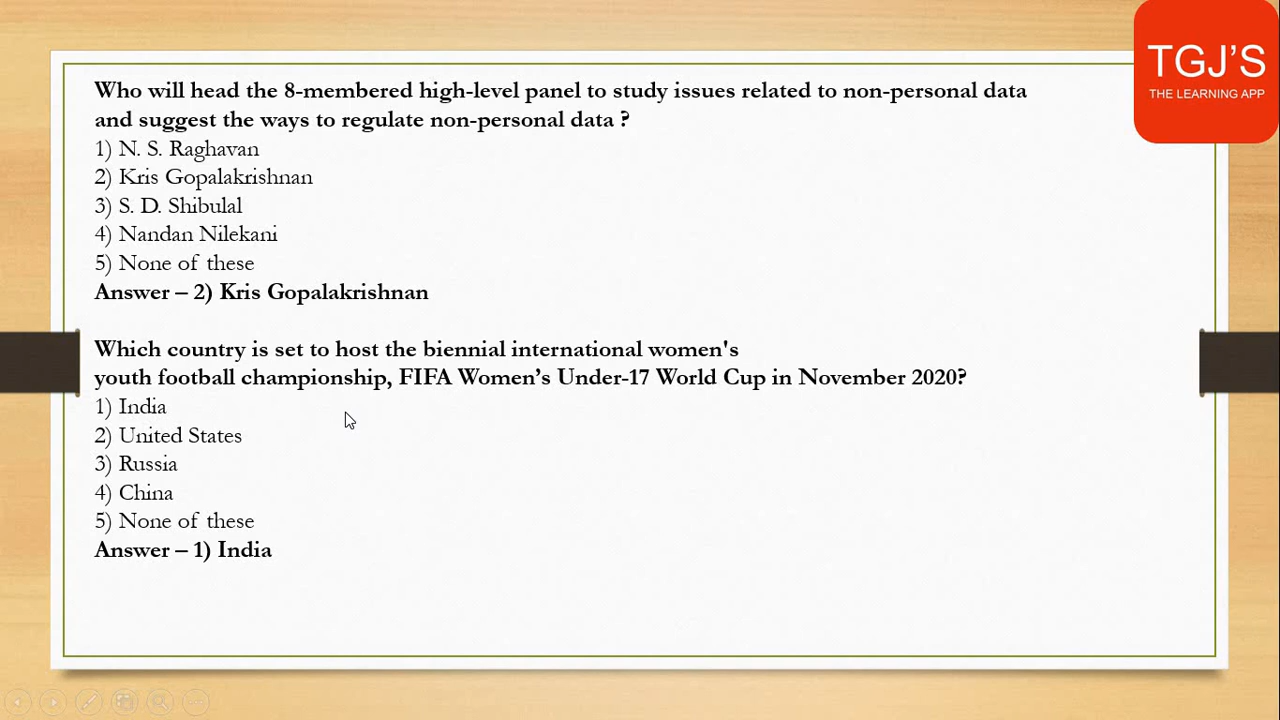 TGJ'S
THE LEARNING APP
Who will head the 8-membered high-level panel to study issues related to non-personal data
and suggest the ways to regulate non-personal data ?
1) N. S. Raghavan
2) Kris Gopalakrishnan
3) S. D. Shibulal
4) Nandan Nilekani
5) None of these
Answer – 2) Kris Gopalakrishnan
Which country is set to host the biennial international women's
youth football championship, FIFA Women’s Under-17 World Cup in November 2020?
1) India
2) United States
3) Russia
4) China
5) None of these
Answer – 1) India